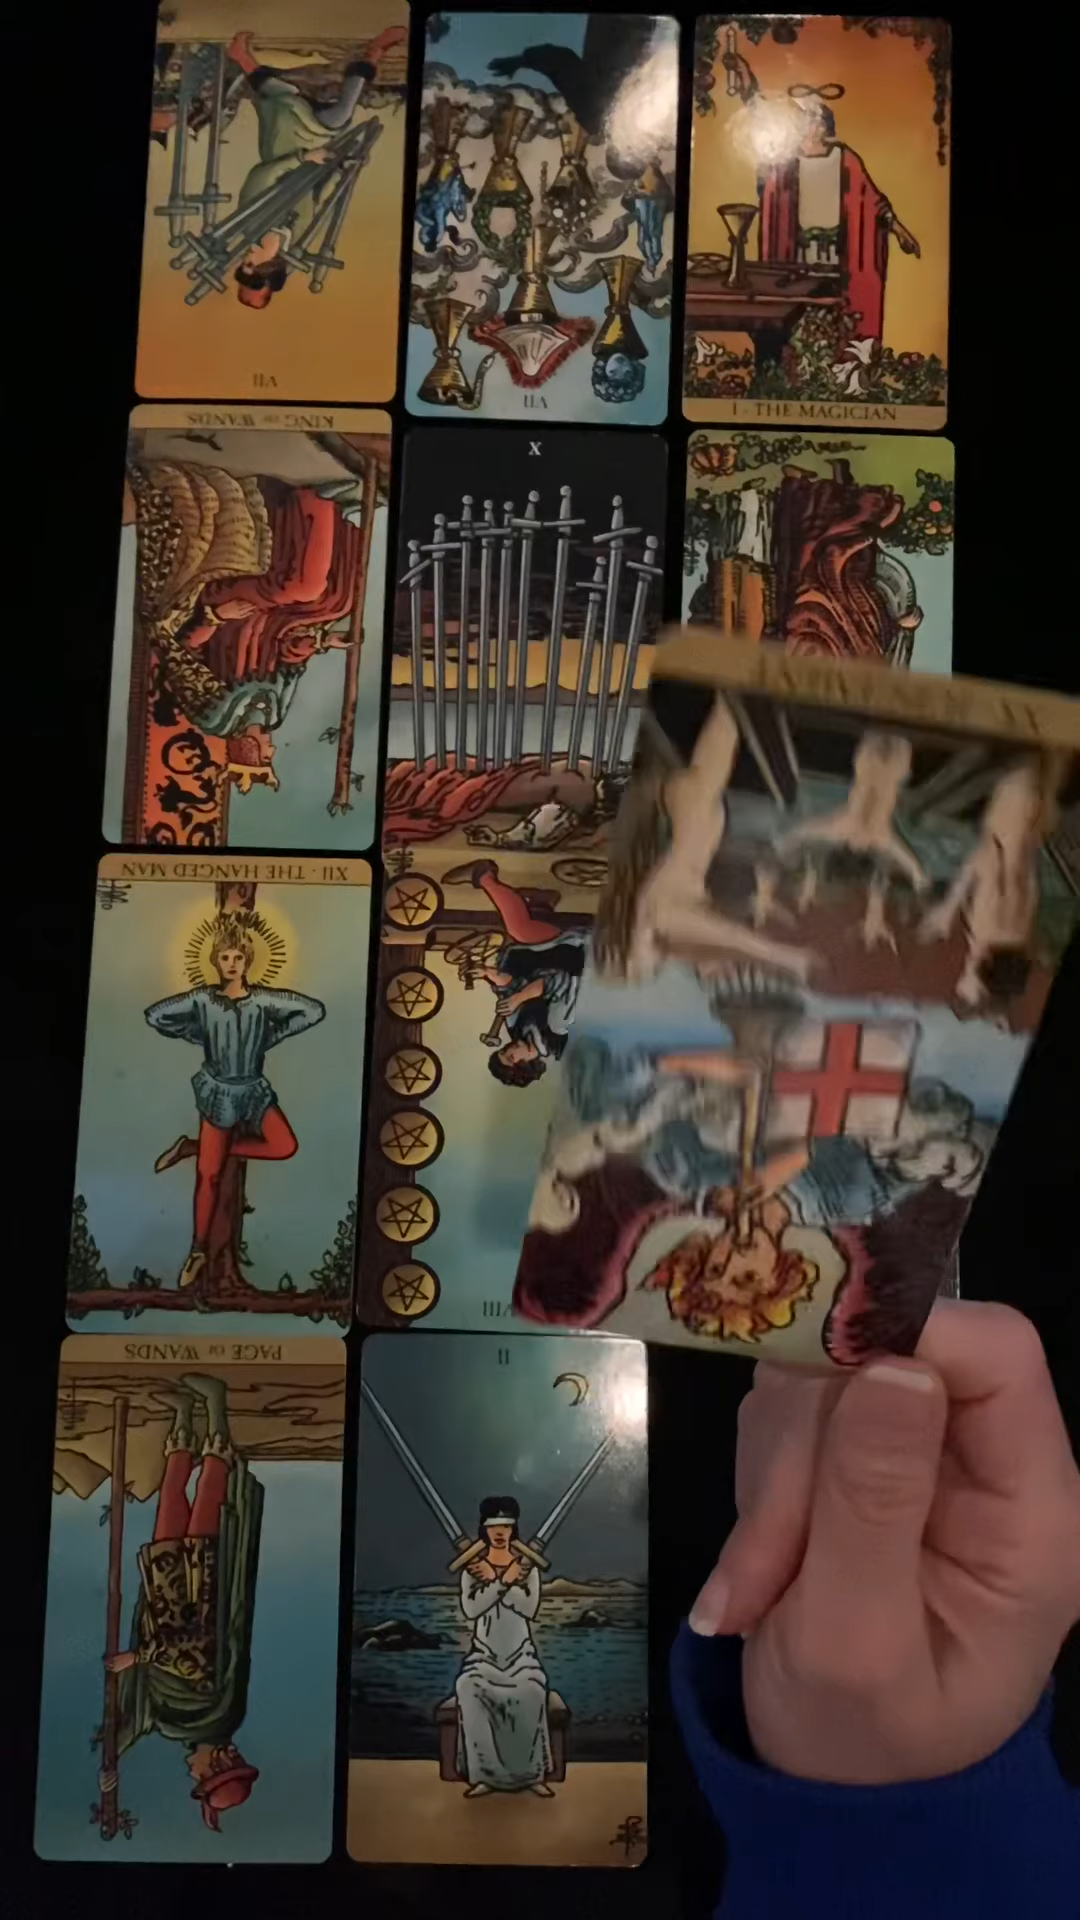 VII
VII
I - THE MAGICIAN
KING OF WANDS
X
XII · THE HANGED MAN
VIII
PAGE OF WANDS
II